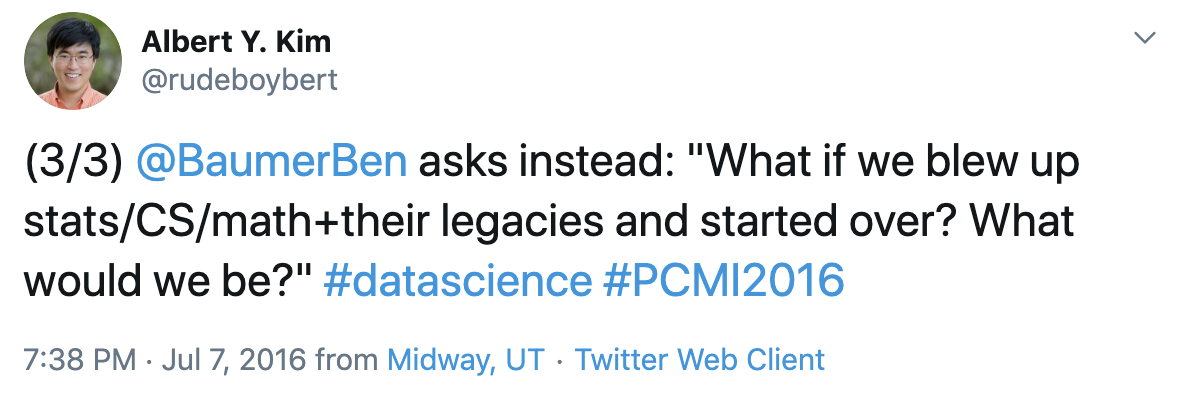 Albert Y. Kim
@rudeboybert
(3/3) @BaumerBen asks instead: "What if we blew up
stats/CS/math+their legacies and started over? What
would we be?" #datascience #PCMI2016
7:38 PM · Jul 7, 2016 from Midway, UT · Twitter Web Client